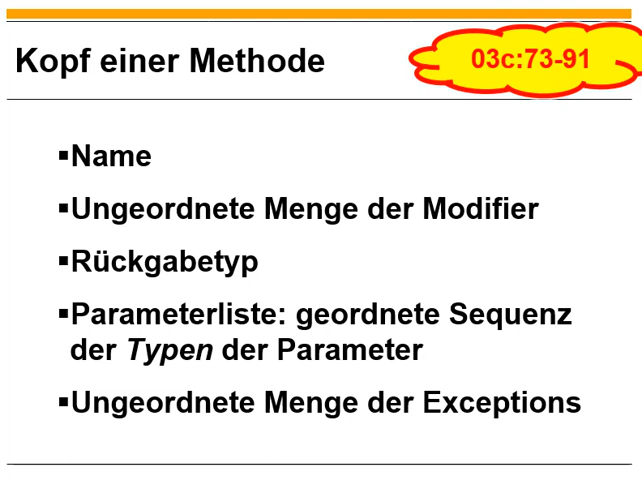 Kopf einer Methode
03c:73-91
▪Name
▪Ungeordnete Menge der Modifier
▪Rückgabetyp
▪Parameterliste: geordnete Sequenz
der Typen der Parameter
▪Ungeordnete Menge der Exceptions